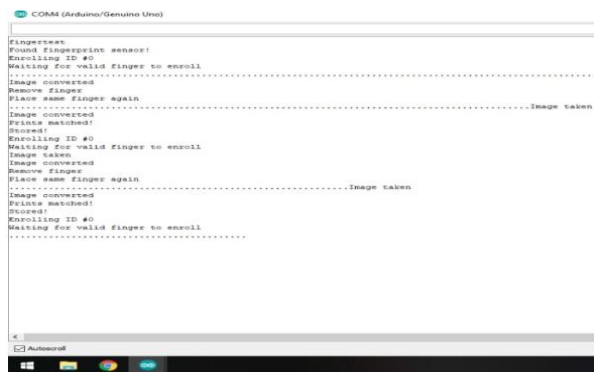 COM4 (Arduino/Genuino Uno)
fingertest
Found fingerprint sensor!
Enrolling ID #0
Waiting for valid finger to enroll
....................................................................................................
Image converted
Remove finger
Place same finger again
............................................................................................Image taken
Image converted
Prints matched!
Stored!
Enrolling ID #0
Waiting for valid finger to enroll
Image taken
Image converted
Remove finger
Place same finger again
............................................................Image taken
Image converted
Prints matched!
Stored!
Enrolling ID #0
Waiting for valid finger to enroll
..........................................
Autoscroll